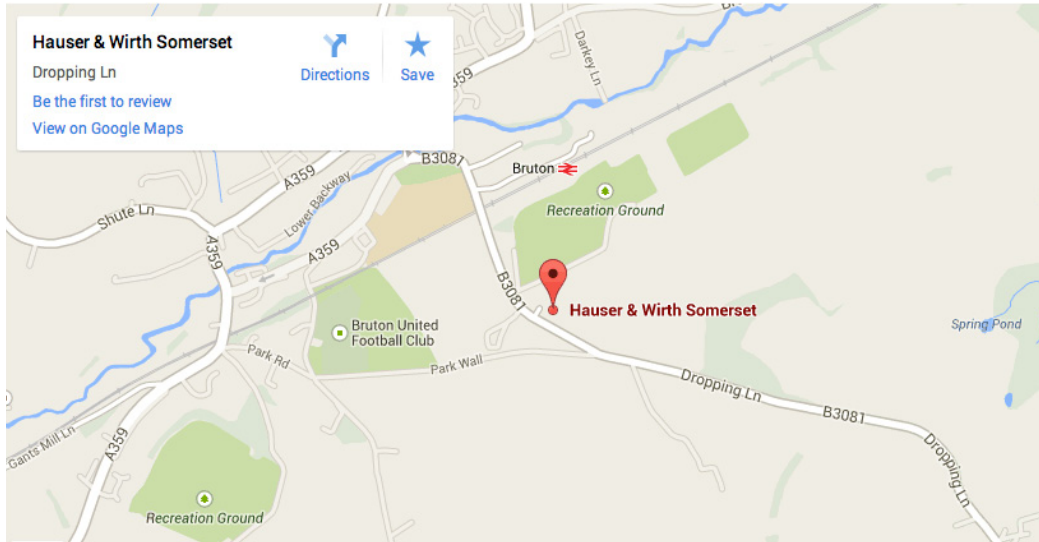 Hauser & Wirth Somerset
Dropping Ln
Be the first to review
View on Google Maps
Directions
Save
A359
Darkey Ln
B3081
Bruton
A359
Lower Backway
Shute Ln
Recreation Ground
A359
A359
B3081
Hauser & Wirth Somerset
Bruton United
Football Club
Spring Pond
Park Rd
Park Wall
Dropping Ln
B3081
Gants Mill Ln
A359
Dropping Ln
Recreation Ground